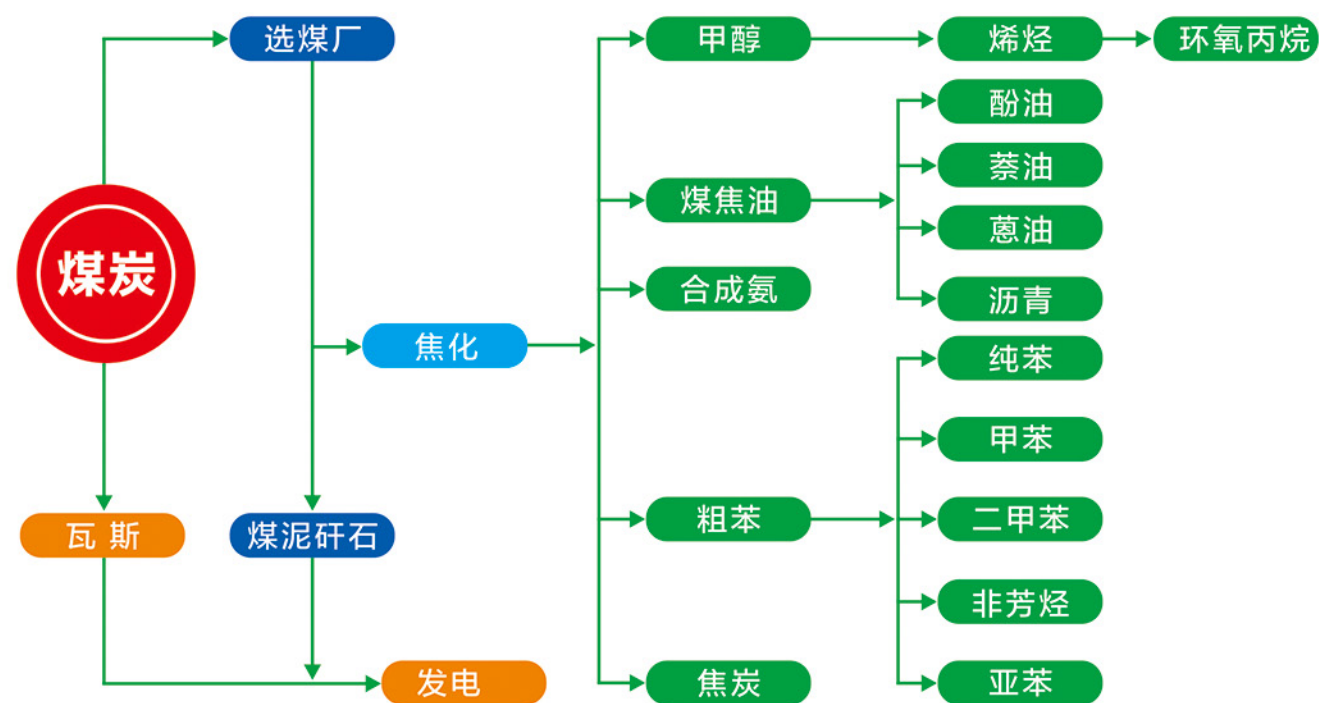 选煤厂
甲醇
烯烃
环氧丙烷
酚油
萘油
煤焦油
蒽油
煤炭
合成氨
沥青
焦化
纯苯
甲苯
瓦斯
煤泥矸石
粗苯
二甲苯
非芳烃
发电
焦炭
亚苯